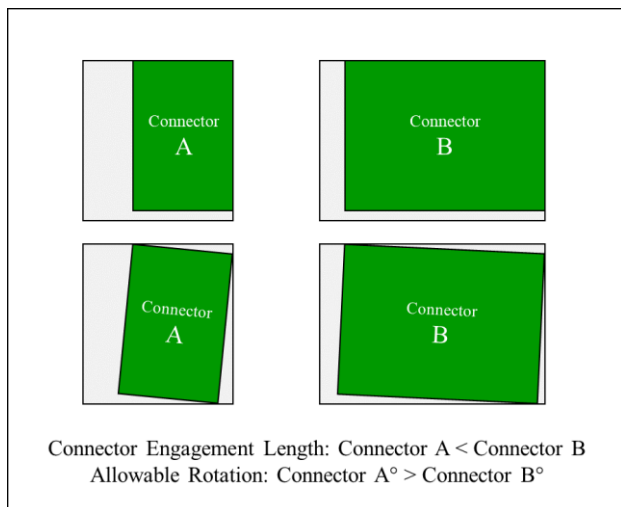 Connector
A
Connector
B
Connector
A
Connector
B
Connector Engagement Length: Connector A < Connector B
Allowable Rotation: Connector A° > Connector B°